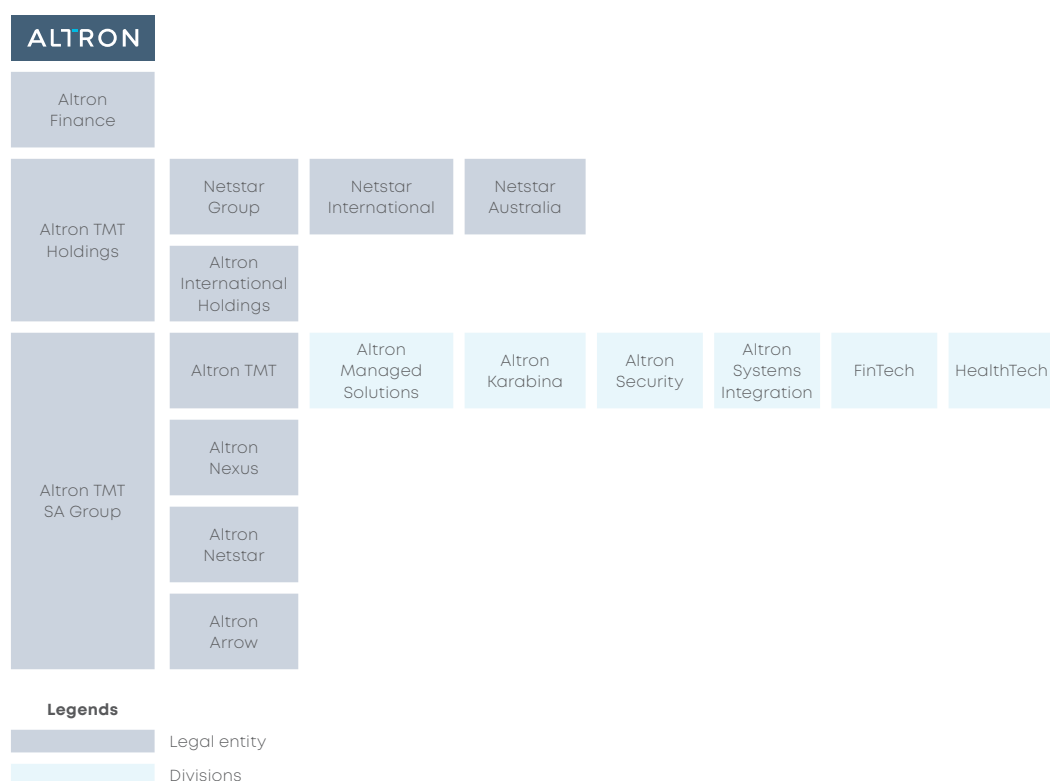 ALTRON
Altron
Finance
Altron TMT
Holdings
Netstar
Group
Netstar
International
Netstar
Australia
Altron
International
Holdings
Altron TMT
SA Group
Altron TMT
Altron
Managed
Solutions
Altron
Karabina
Altron
Security
Altron
Systems
Integration
FinTech
HealthTech
Altron
Nexus
Altron
Netstar
Altron
Arrow
Legends
Legal entity
Divisions